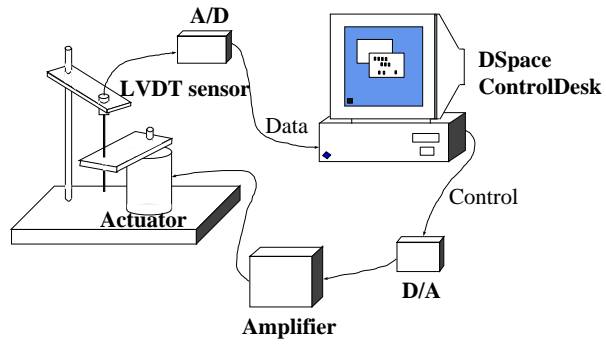 A/D
LVDT sensor
DSpace
ControlDesk
Data
Control
Actuator
D/A
Amplifier